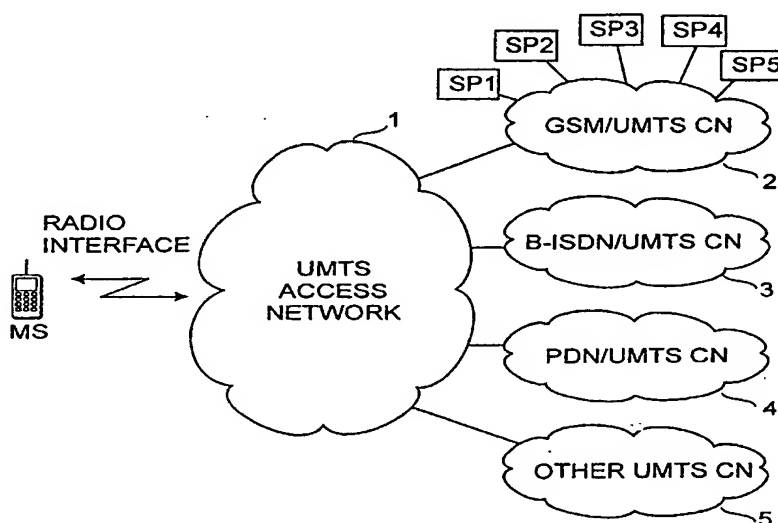 SP1
SP2
SP3
SP4
SP5
1
GSM/UMTS CN
2
RADIO
INTERFACE
MS
UMTS
ACCESS
NETWORK
B-ISDN/UMTS CN
3
PDN/UMTS CN
4
OTHER UMTS CN
5